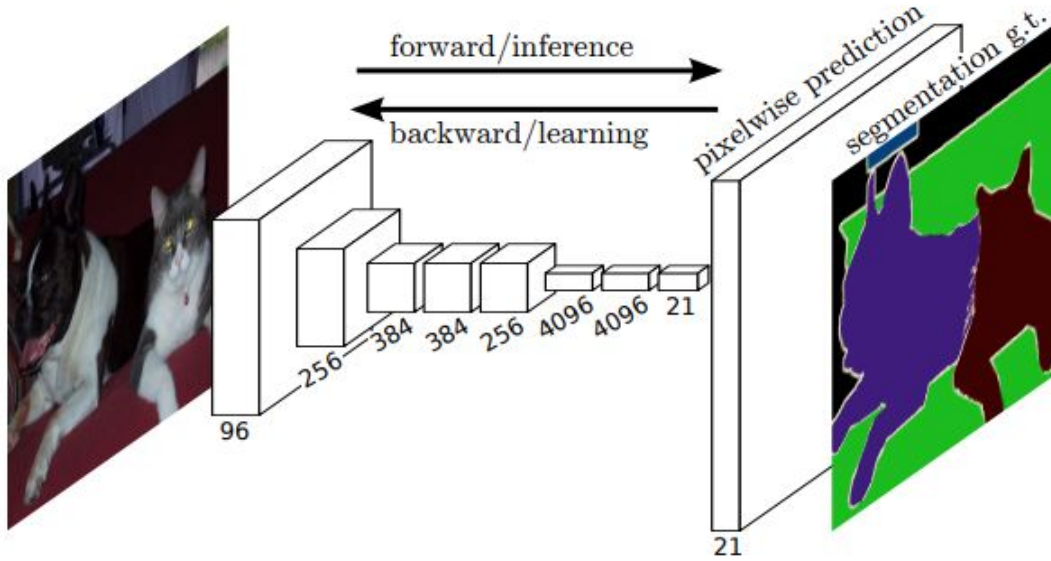 forward/inference
backward/learning
pixelwise prediction
segmentation g.t.
96
256
384
384
256
4096
4096
21
21